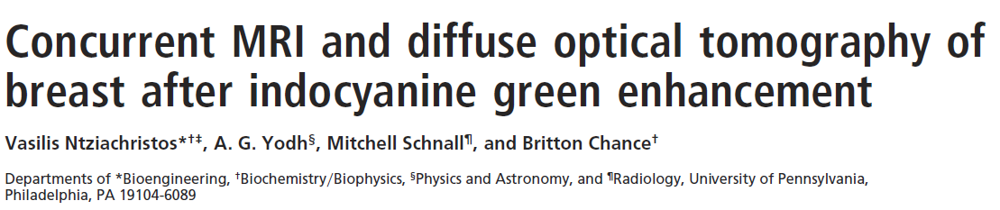 Concurrent MRI and diffuse optical tomography of
breast after indocyanine green enhancement
Vasilis Ntziachristos*†‡, A. G. Yodh§, Mitchell Schnall¶, and Britton Chance†
Departments of *Bioengineering, †Biochemistry/Biophysics, §Physics and Astronomy, and ¶Radiology, University of Pennsylvania,
Philadelphia, PA 19104-6089